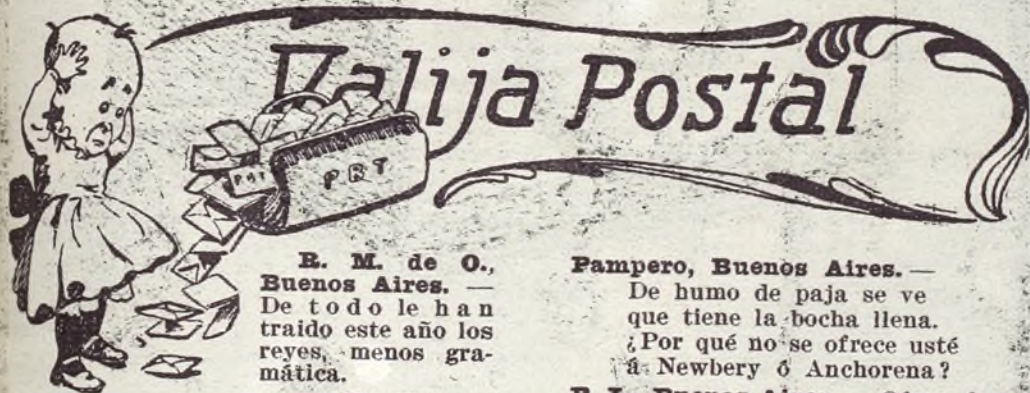 Valija Postal
PBT
PBT
R. M. de O.,
Buenos Aires. —
De todo le han
traido este año los
reyes, menos gra-
mática.
Pampero, Buenos Aires. —
De humo de paja se ve
que tiene la bocha llena.
¿Por qué no se ofrece usté
á Newbery ó Anchorena?